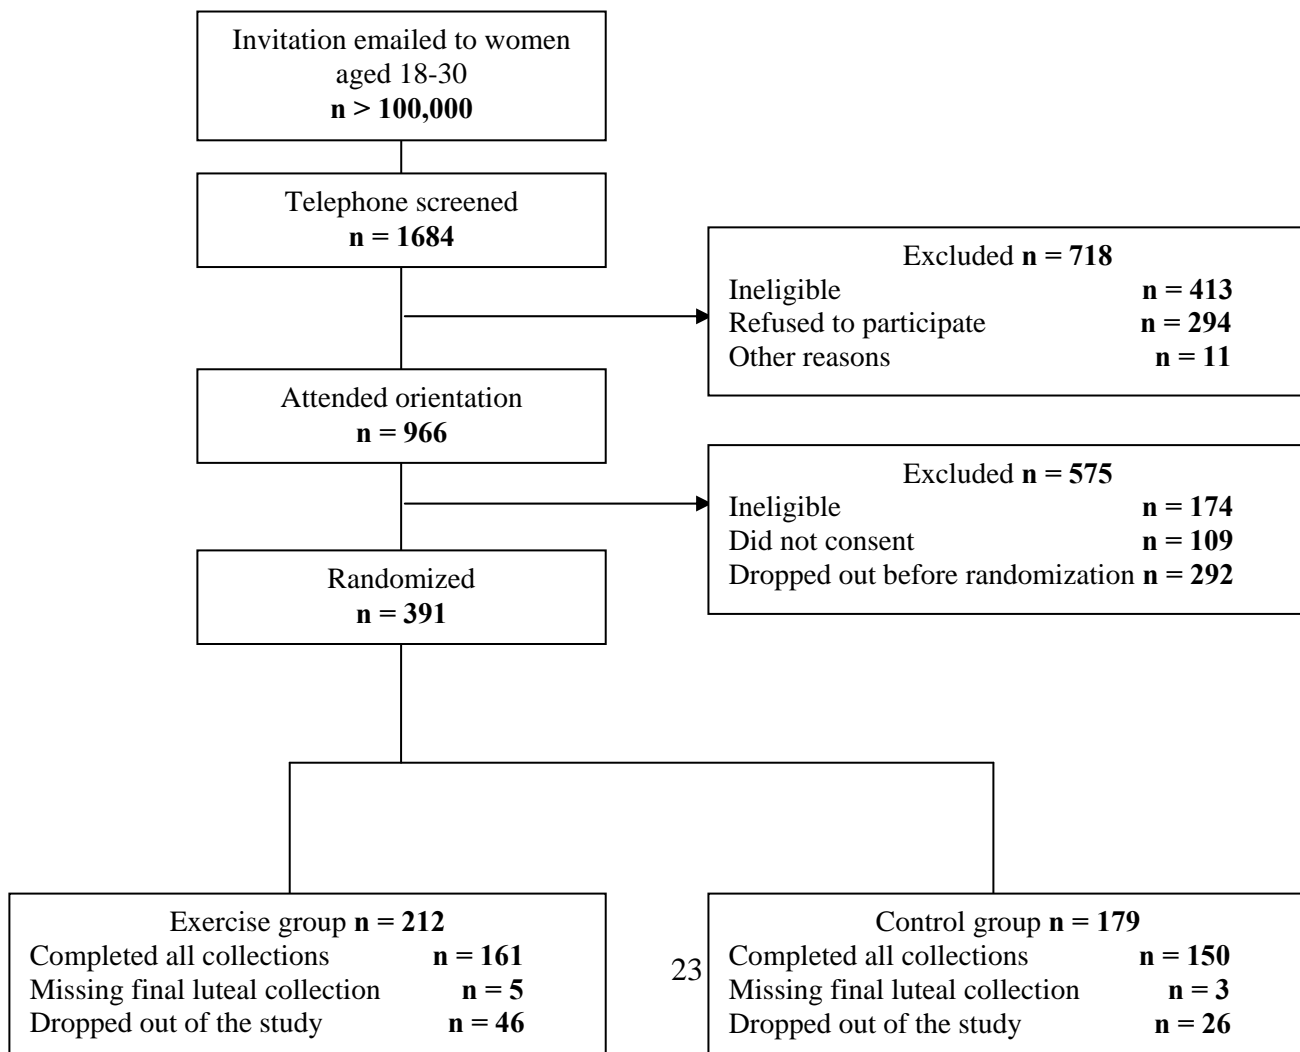 Invitation emailed to women
aged 18-30
n > 100,000
Telephone screened
n = 1684
Excluded n = 718
Ineligible n = 413
Refused to participate n = 294
Other reasons n = 11
Attended orientation
n = 966
Excluded n = 575
Ineligible n = 174
Did not consent n = 109
Dropped out before randomization n = 292
Randomized
n = 391
Exercise group n = 212
Completed all collections n = 161
Missing final luteal collection n = 5
Dropped out of the study n = 46
23
Control group n = 179
Completed all collections n = 150
Missing final luteal collection n = 3
Dropped out of the study n = 26